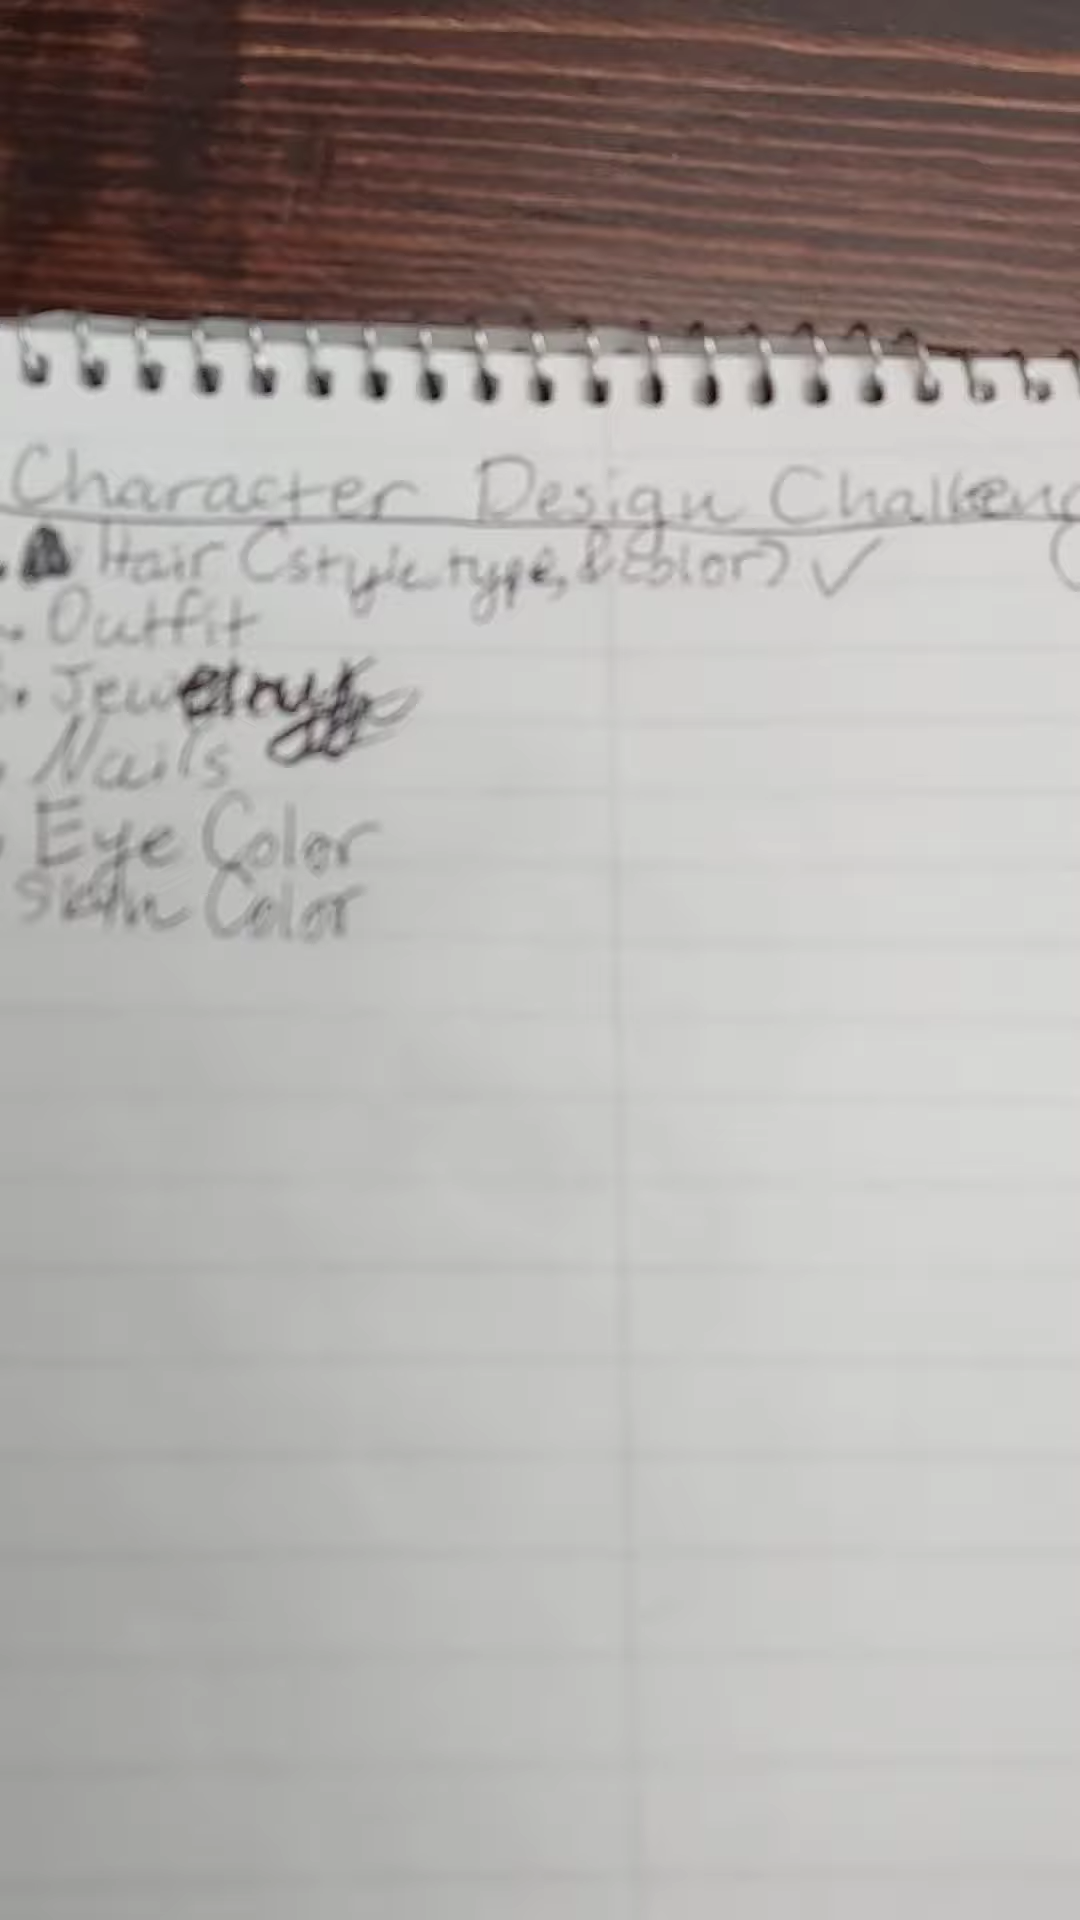 Character Design Challeng
. Hair (style, type, & color) ✓
. Outfit
. Jewelry
. Nails
. Eye Color
Skin Color